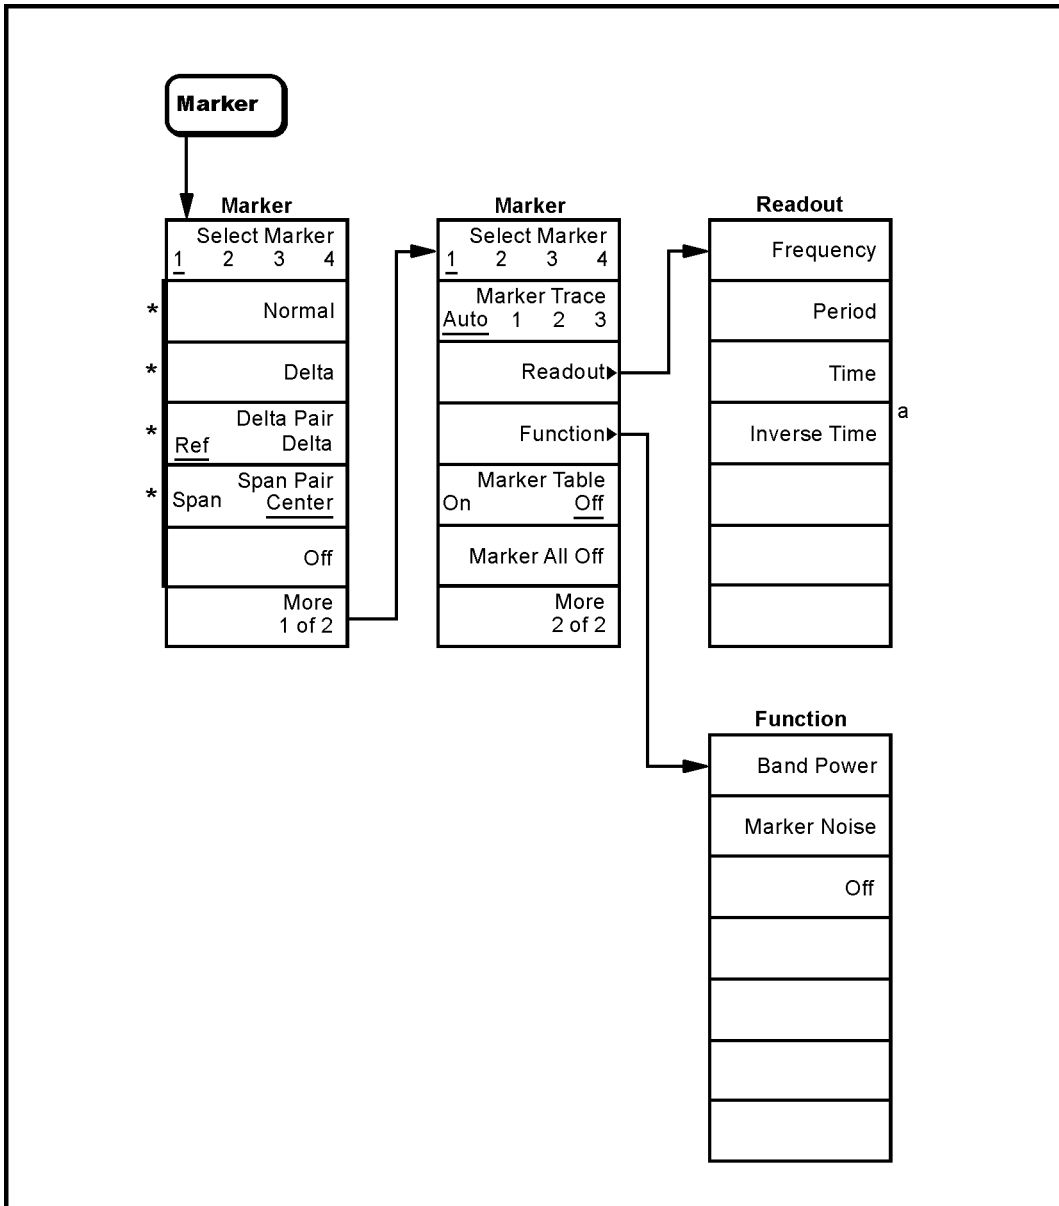 Marker
Marker
Select Marker
1 2 3 4
* Normal
* Delta
Delta Pair
* Ref Delta
Span Pair
* Span Center
Off
More
1 of 2
Marker
Select Marker
1 2 3 4
Marker Trace
Auto 1 2 3
Readout
Function
Marker Table
On Off
Marker All Off
More
2 of 2
Readout
Frequency
Period
Time
a
Inverse Time
Function
Band Power
Marker Noise
Off